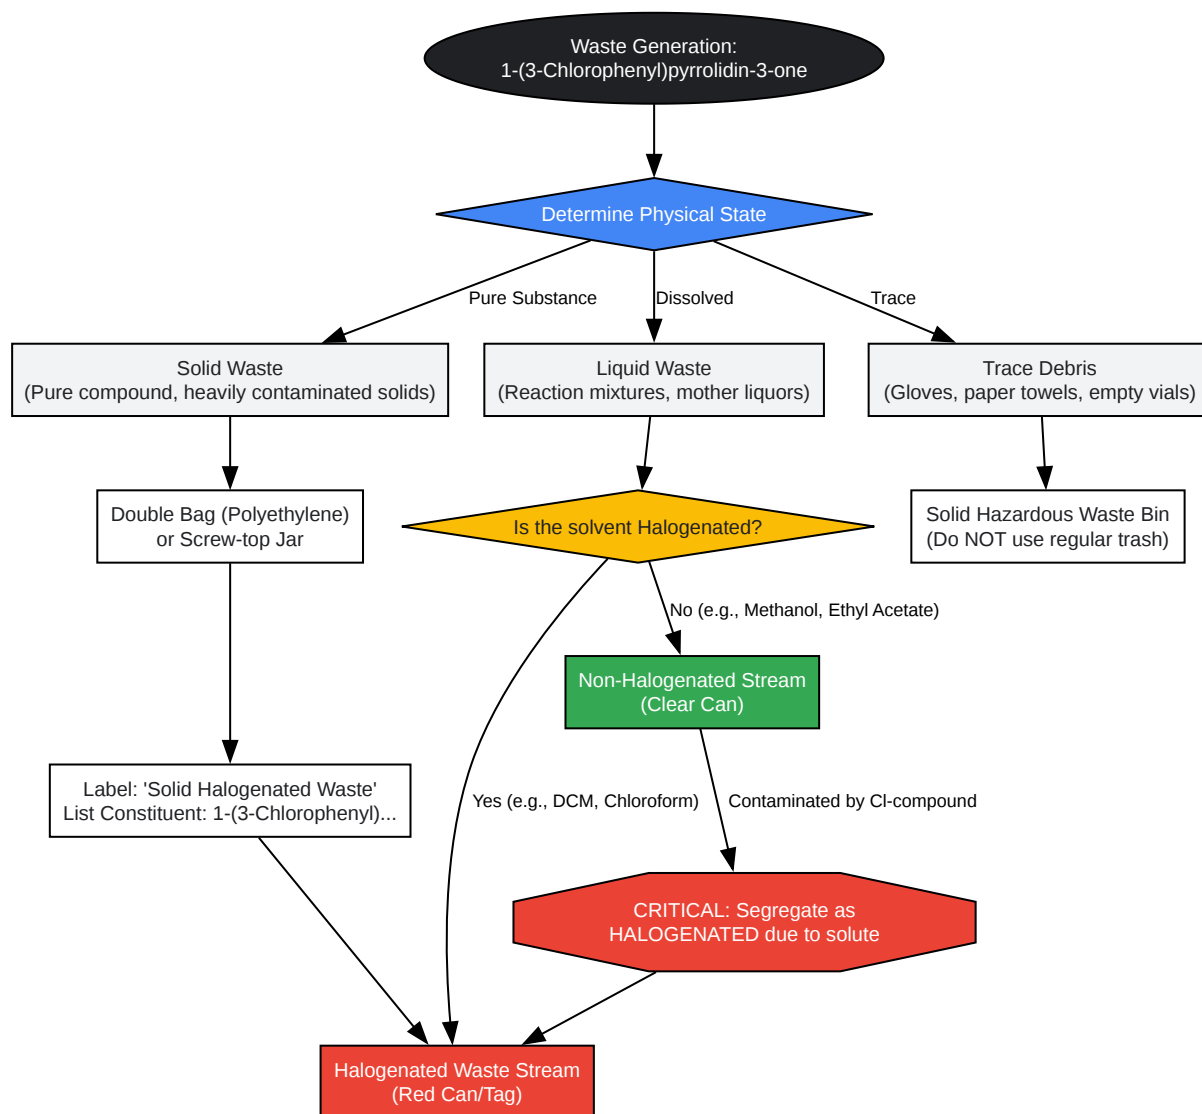 Waste Generation:
1-(3-Chlorophenyl)pyrrolidin-3-one
Determine Physical State
Pure Substance
Dissolved
Trace
Solid Waste
(Pure compound, heavily contaminated solids)
Liquid Waste
(Reaction mixtures, mother liquors)
Trace Debris
(Gloves, paper towels, empty vials)
Double Bag (Polyethylene)
or Screw-top Jar
Is the solvent Halogenated?
Solid Hazardous Waste Bin
(Do NOT use regular trash)
No (e.g., Methanol, Ethyl Acetate)
Non-Halogenated Stream
(Clear Can)
Label: 'Solid Halogenated Waste'
List Constituent: 1-(3-Chlorophenyl)...
Yes (e.g., DCM, Chloroform)
Contaminated by Cl-compound
CRITICAL: Segregate as
HALOGENATED due to solute
Halogenated Waste Stream
(Red Can/Tag)